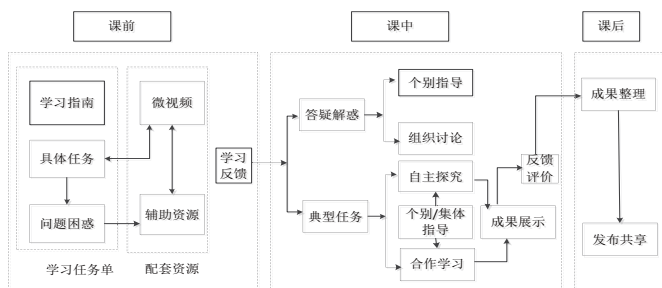 课前
课中
课后
学习指南
微视频
具体任务
问题困惑
辅助资源
学习任务单
配套资源
学习
反馈
答疑解惑
个别指导
组织讨论
典型任务
自主探究
个别/集体
指导
合作学习
成果展示
反馈
评价
成果整理
发布共享